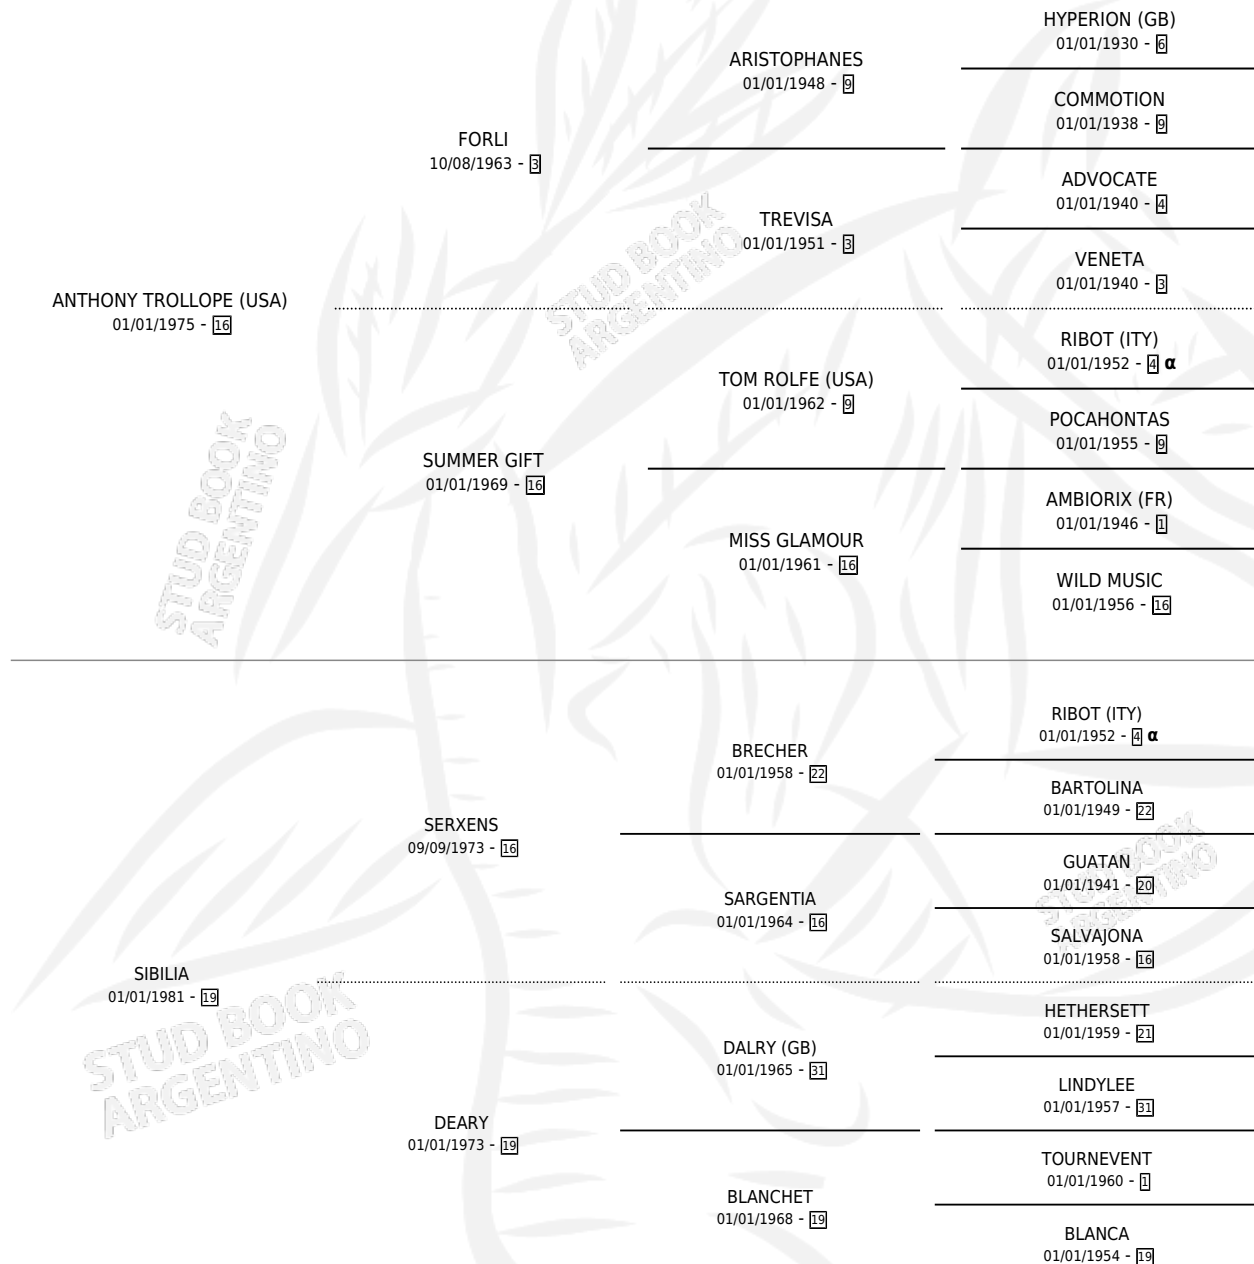 HYPERION (GB)
01/01/1930 - 6
ARISTOPHANES
01/01/1948 - 9
COMMOTION
01/01/1938 - 9
FORLI
10/08/1963 - 3
ADVOCATE
01/01/1940 - 4
TREVISA
01/01/1951 - 3
VENETA
01/01/1940 - 3
STUD BOOK
ARGENTINO
ANTHONY TROLLOPE (USA)
01/01/1975 - 16
RIBOT (ITY)
01/01/1952 - 4 α
TOM ROLFE (USA)
01/01/1962 - 9
POCAHONTAS
01/01/1955 - 9
SUMMER GIFT
01/01/1969 - 16
AMBIORIX (FR)
01/01/1946 - 1
MISS GLAMOUR
01/01/1961 - 16
WILD MUSIC
01/01/1956 - 16
STUD BOOK
ARGENTINO
RIBOT (ITY)
01/01/1952 - 4 α
BRECHER
01/01/1958 - 22
BARTOLINA
01/01/1949 - 22
SERXENS
09/09/1973 - 16
GUATAN
01/01/1941 - 20
SARGENTIA
01/01/1964 - 16
SALVAJONA
01/01/1958 - 16
STUD BOOK
ARGENTINO
SIBILIA
01/01/1981 - 19
HETHERSETT
01/01/1959 - 21
DALRY (GB)
01/01/1965 - 31
LINDYLEE
01/01/1957 - 31
STUD BOOK
ARGENTINO
DEARY
01/01/1973 - 19
TOURNEVENT
01/01/1960 - 1
BLANCHET
01/01/1968 - 19
BLANCA
01/01/1954 - 19